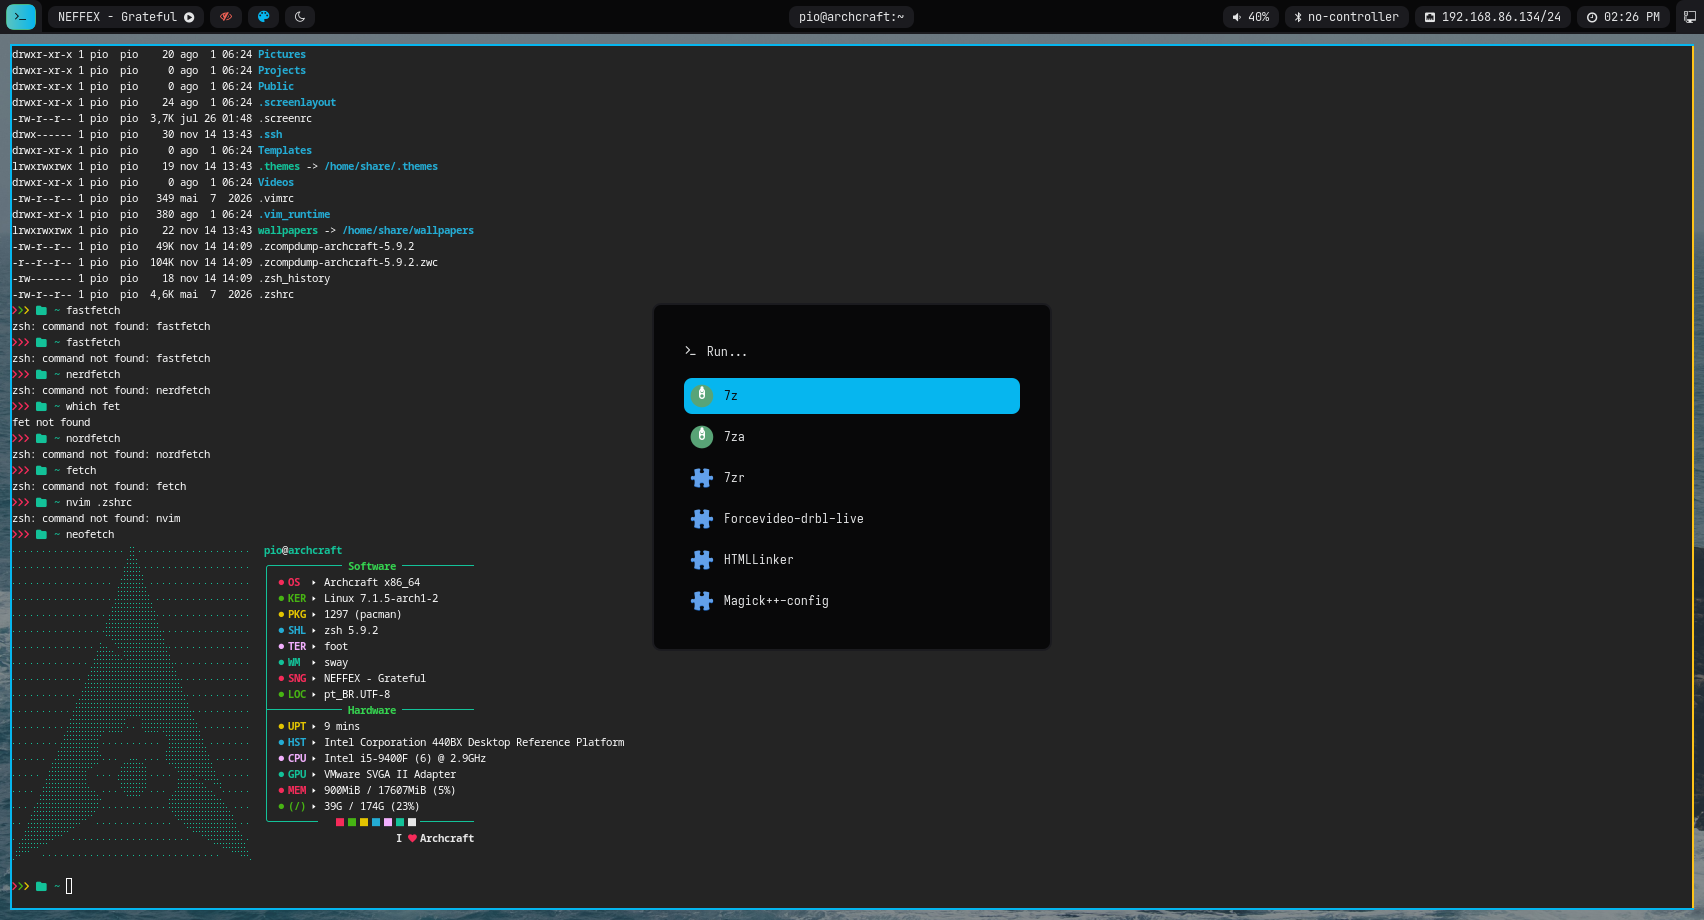 NEFFEX - Grateful
pio@archcraft:~
40%
no-controller
192.168.86.134/24
02:26 PM
drwxr-xr-x 1 pio  pio    20 ago  1 06:24 Pictures
drwxr-xr-x 1 pio  pio     0 ago  1 06:24 Projects
drwxr-xr-x 1 pio  pio     0 ago  1 06:24 Public
drwxr-xr-x 1 pio  pio    24 ago  1 06:24 .screenlayout
-rw-r--r-- 1 pio  pio  3,7K jul 26 01:48 .screenrc
drwx------ 1 pio  pio    30 nov 14 13:43 .ssh
drwxr-xr-x 1 pio  pio     0 ago  1 06:24 Templates
lrwxrwxrwx 1 pio  pio    19 nov 14 13:43 .themes -> /home/share/.themes
drwxr-xr-x 1 pio  pio     0 ago  1 06:24 Videos
-rw-r--r-- 1 pio  pio   349 mai  7  2026 .vimrc
drwxr-xr-x 1 pio  pio   380 ago  1 06:24 .vim_runtime
lrwxrwxrwx 1 pio  pio    22 nov 14 13:43 wallpapers -> /home/share/wallpapers
-rw-r--r-- 1 pio  pio   49K nov 14 14:09 .zcompdump-archcraft-5.9.2
-r--r--r-- 1 pio  pio  104K nov 14 14:09 .zcompdump-archcraft-5.9.2.zwc
-rw------- 1 pio  pio    18 nov 14 14:09 .zsh_history
-rw-r--r-- 1 pio  pio  4,6K mai  7  2026 .zshrc
~ fastfetch
zsh: command not found: fastfetch
~ fastfetch
zsh: command not found: fastfetch
~ nerdfetch
zsh: command not found: nerdfetch
~ which fet
fet not found
~ nordfetch
zsh: command not found: nordfetch
~ fetch
zsh: command not found: fetch
~ nvim .zshrc
zsh: command not found: nvim
~ neofetch
pio@archcraft
Software
OS ‣ Archcraft x86_64
KER ‣ Linux 7.1.5-arch1-2
PKG ‣ 1297 (pacman)
SHL ‣ zsh 5.9.2
TER ‣ foot
WM ‣ sway
SNG ‣ NEFFEX - Grateful
LOC ‣ pt_BR.UTF-8
Hardware
UPT ‣ 9 mins
HST ‣ Intel Corporation 440BX Desktop Reference Platform
CPU ‣ Intel i5-9400F (6) @ 2.9GHz
GPU ‣ VMware SVGA II Adapter
MEM ‣ 900MiB / 17607MiB (5%)
(/) ‣ 39G / 174G (23%)
I ♥ Archcraft
~
>_ Run...
7z
7za
7zr
Forcevideo-drbl-live
HTMLLinker
Magick++-config